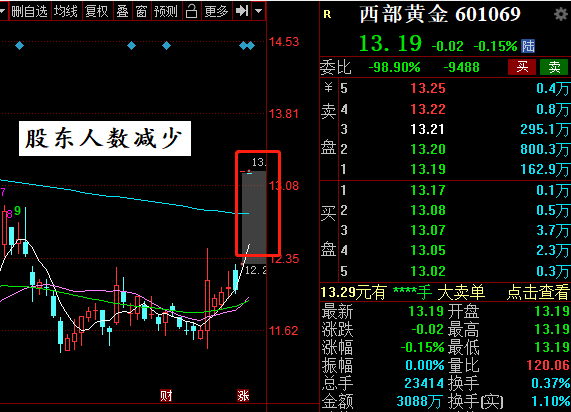 删自选 均线 复权 叠 窗 预测 更多
14.53
13.81
13.08
12.35
11.62
股东人数减少
13.
12.2
7
8
9
财
涨
R 西部黄金 601069
13.19 -0.02 -0.15% 陆
委比 -98.90% -9488 买 卖
卖盘
￥5 13.25 0.4万
4 13.22 0.8万
3 13.21 295.1万
2 13.20 800.3万
1 13.19 162.9万
买盘
1 13.17 0.1万
2 13.08 0.5万
3 13.07 3.7万
4 13.05 2.3万
5 13.02 0.3万
13.29元有 ****手 大卖单 点击查看
最新 13.19 开盘 13.19
涨跌 -0.02 最高 13.19
涨幅 -0.15% 最低 13.19
振幅 0.00% 量比 120.06
总手 23414 换手 0.37%
金额 3088万 换手(实) 1.10%